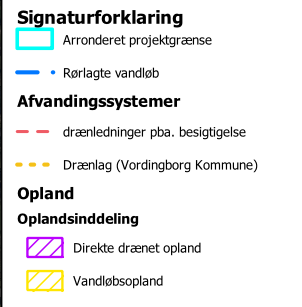 Signaturforklaring
Arronderet projektgrænse
Rørlagte vandløb
Afvandingssystemer
drænledninger pba. besigtigelse
Drænlag (Vordingborg Kommune)
Opland
Oplandsinddeling
Direkte drænet opland
Vandløbsopland